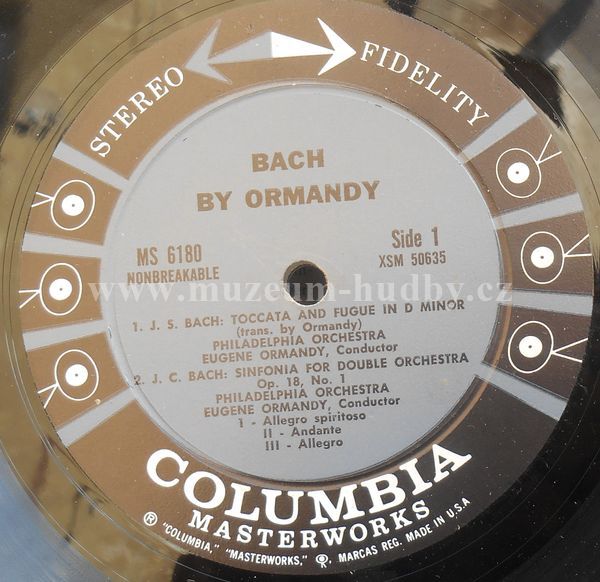 STEREO FIDELITY
BACH
BY ORMANDY
MS 6180
NONBREAKABLE
Side 1
XSM 50635
www.muzeum-hudby.cz
1. J. S. BACH: TOCCATA AND FUGUE IN D MINOR
(trans. by Ormandy)
PHILADELPHIA ORCHESTRA
EUGENE ORMANDY, Conductor
2. J. C. BACH: SINFONIA FOR DOUBLE ORCHESTRA
Op. 18, No. 1
PHILADELPHIA ORCHESTRA
EUGENE ORMANDY, Conductor
I - Allegro spiritoso
II - Andante
III - Allegro
COLUMBIA
MASTERWORKS
® "COLUMBIA," "MASTERWORKS," MARCAS REG. MADE IN U.S.A